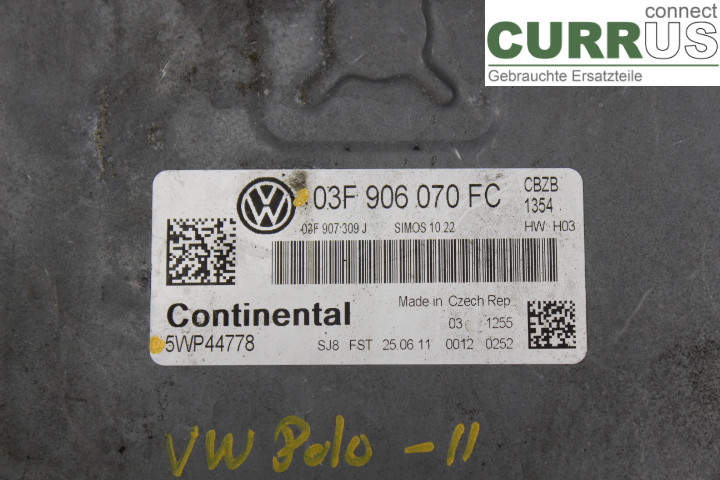 connect
CURRUS
Gebrauchte Ersatzteile
03F 906 070 FC
CBZB
1354
03F 907 309 J SIMOS 10.22 HW: H03
Continental
Made in Czech Rep
03 1255
5WP44778
SJ8 FST 25.06.11 0012 0252
VW Polo -11